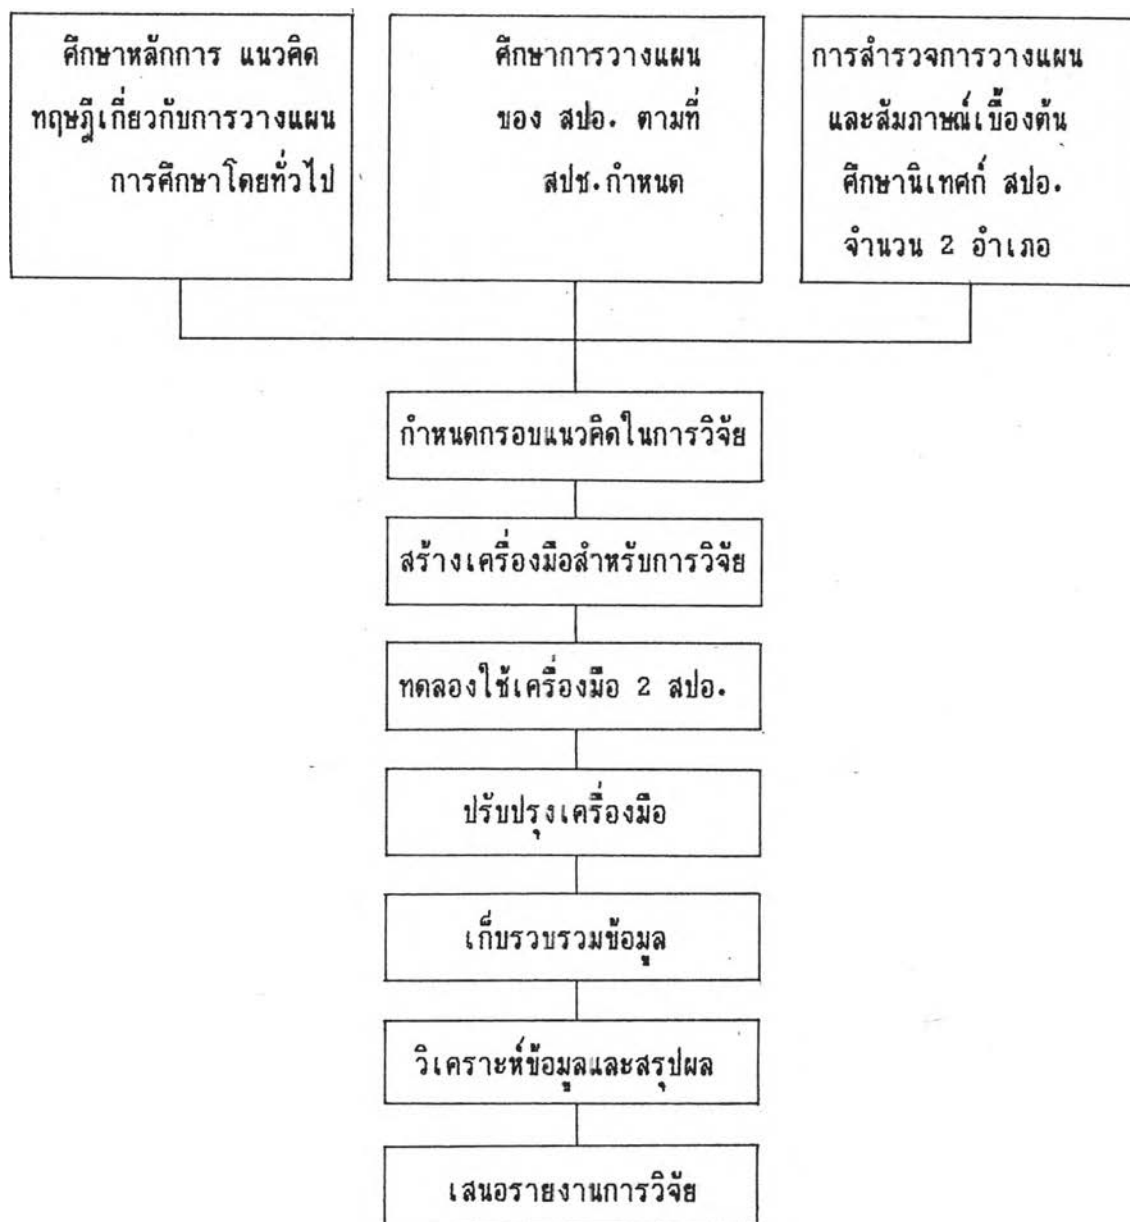 ศึกษาหลักการ แนวคิด
ทฤษฎีเกี่ยวกับการวางแผน
การศึกษาโดยทั่วไป
ศึกษาการวางแผน
ของ สปอ. ตามที่
สปช.กำหนด
การสำรวจการวางแผน
และสัมภาษณ์เบื้องต้น
ศึกษานิเทศก์ สปอ.
จำนวน 2 อำเภอ
กำหนดกรอบแนวคิดในการวิจัย
สร้างเครื่องมือสำหรับการวิจัย
ทดลองใช้เครื่องมือ 2 สปอ.
ปรับปรุงเครื่องมือ
เก็บรวบรวมข้อมูล
วิเคราะห์ข้อมูลและสรุปผล
เสนอรายงานการวิจัย